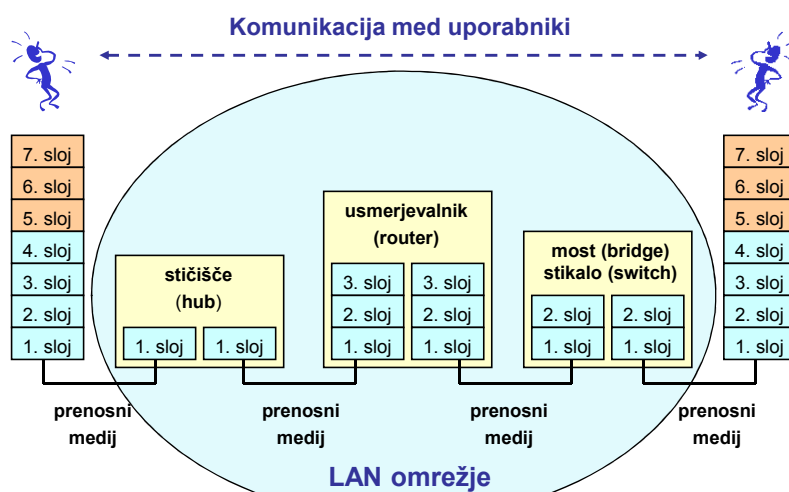 Komunikacija med uporabniki
7. sloj
6. sloj
5. sloj
4. sloj
3. sloj
2. sloj
1. sloj
stičišče
(hub)
1. sloj 1. sloj
usmerjevalnik
(router)
3. sloj 3. sloj
2. sloj 2. sloj
1. sloj 1. sloj
most (bridge)
stikalo (switch)
2. sloj 2. sloj
1. sloj 1. sloj
7. sloj
6. sloj
5. sloj
4. sloj
3. sloj
2. sloj
1. sloj
prenosni
medij
prenosni
medij
prenosni
medij
prenosni
medij
LAN omrežje